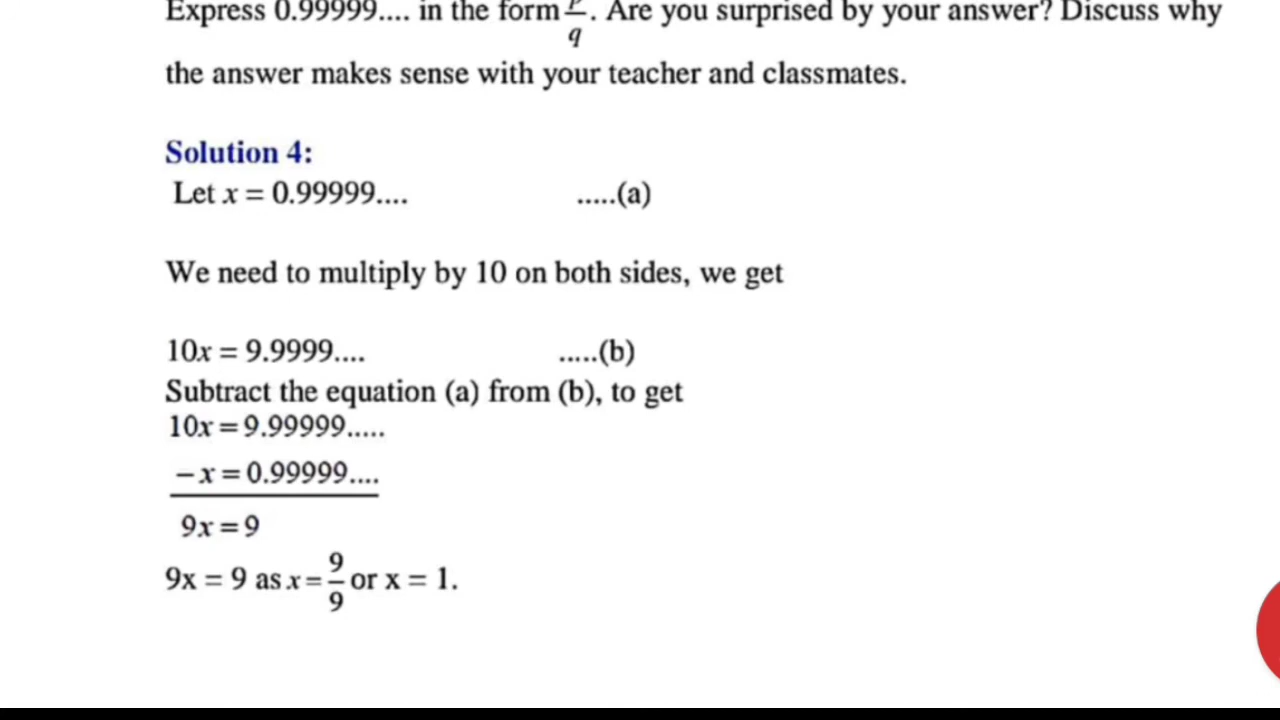 Express 0.99999.... in the form p/q. Are you surprised by your answer? Discuss why
the answer makes sense with your teacher and classmates.
Solution 4:
Let x = 0.99999.... .....(a)
We need to multiply by 10 on both sides, we get
10x = 9.9999.... .....(b)
Subtract the equation (a) from (b), to get
10x = 9.99999.....
– x = 0.99999....
9x = 9
9x = 9 as x = 9/9 or x = 1.